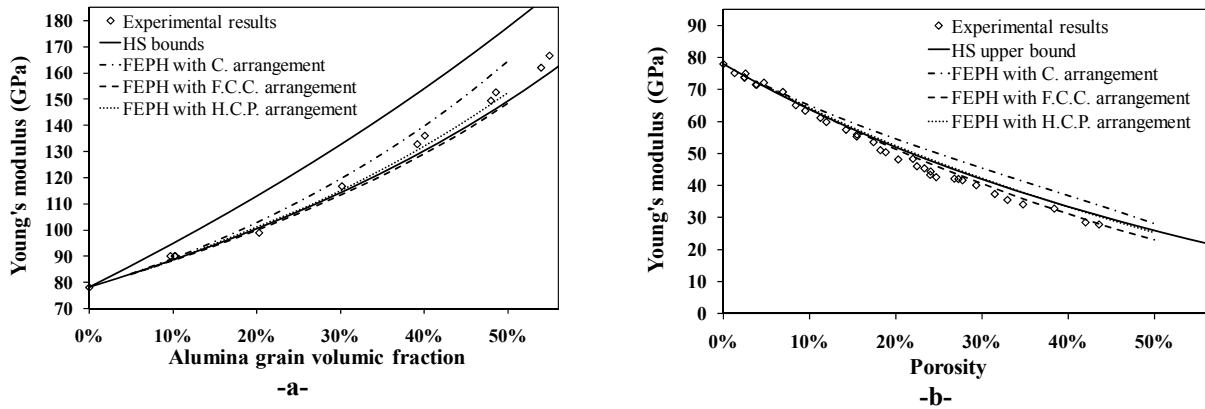 Young's modulus (GPa)
180
170
160
150
140
130
120
110
100
90
80
70
Experimental results
HS bounds
FEPH with C. arrangement
FEPH with F.C.C. arrangement
FEPH with H.C.P. arrangement
0% 10% 20% 30% 40% 50%
Alumina grain volumic fraction
-a-
Young's modulus (GPa)
90
80
70
60
50
40
30
20
10
0
Experimental results
HS upper bound
FEPH with C. arrangement
FEPH with F.C.C. arrangement
FEPH with H.C.P. arrangement
0% 10% 20% 30% 40% 50%
Porosity
-b-